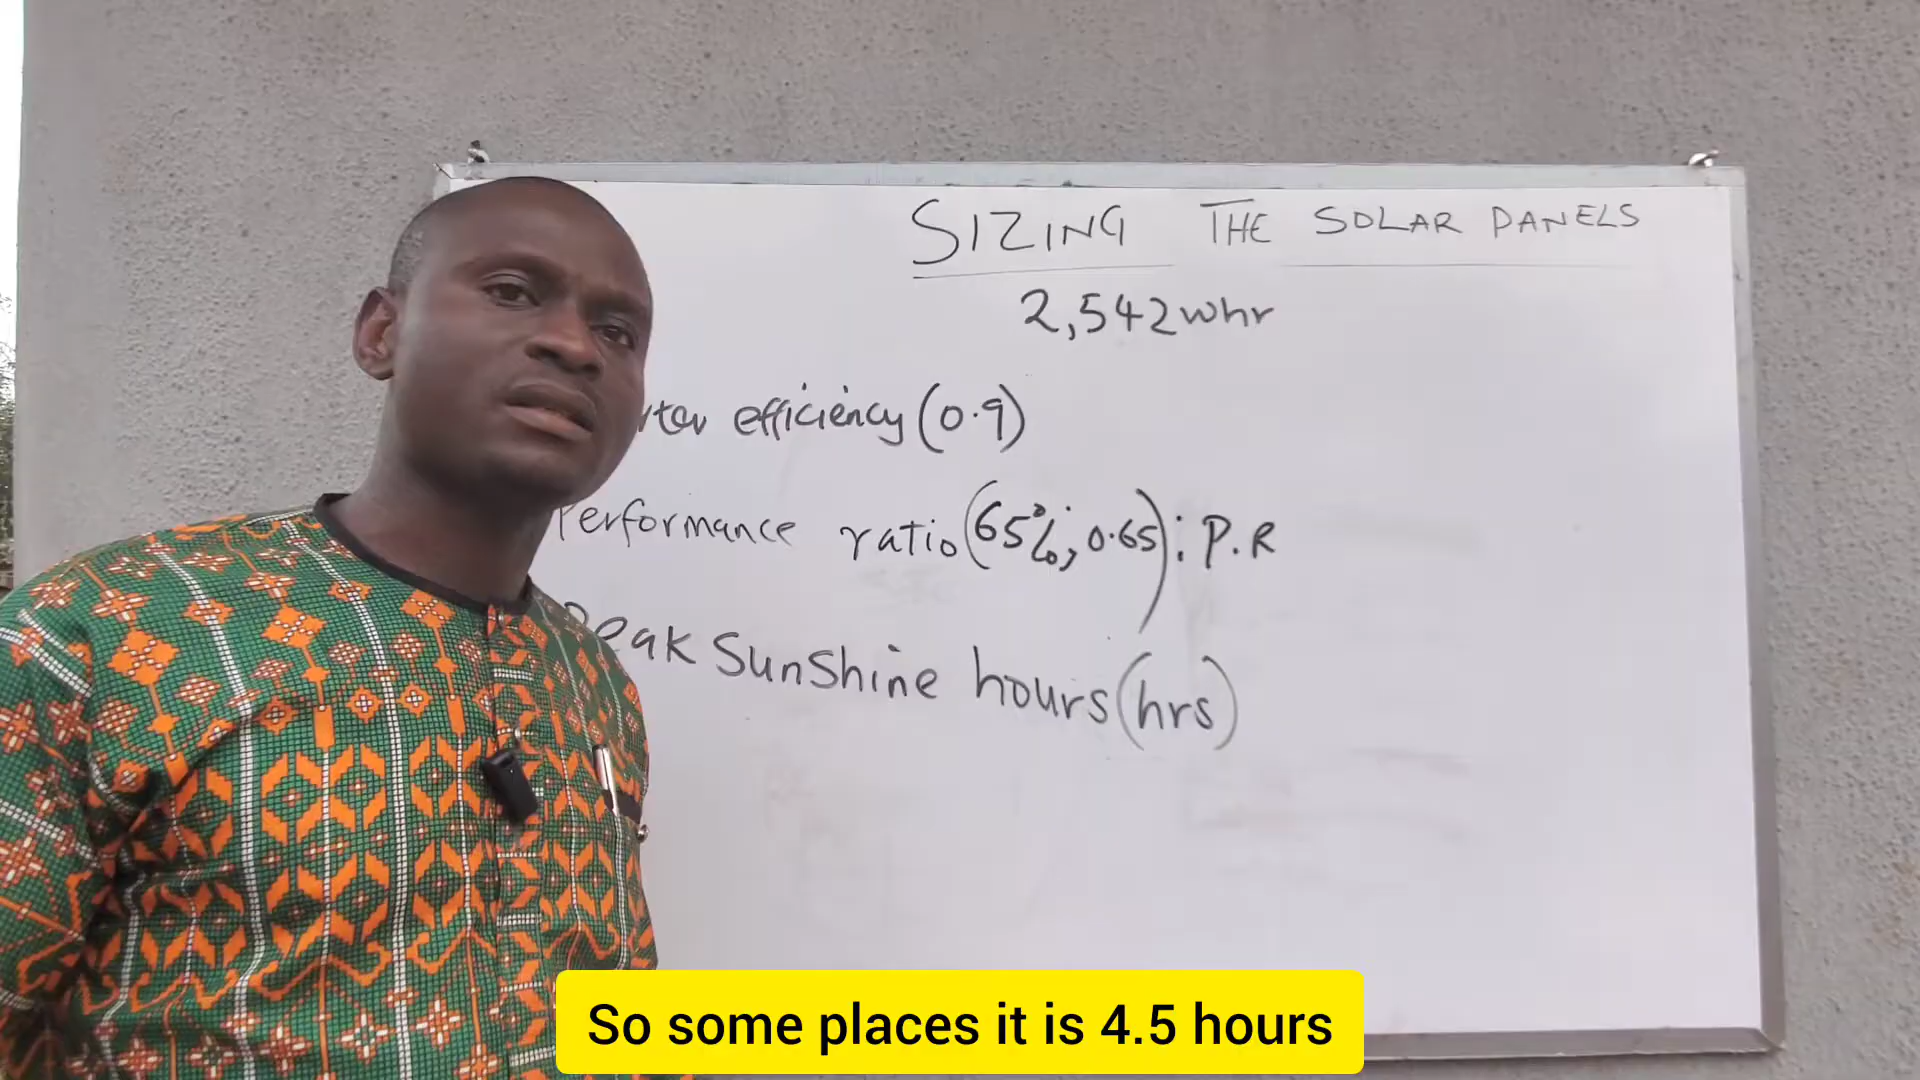 SIZING THE SOLAR PANELS
2,542whr
efficiency (0.9)
Performance ratio (65%; 0.65): P.R
Peak Sunshine hours (hrs)
So some places it is 4.5 hours